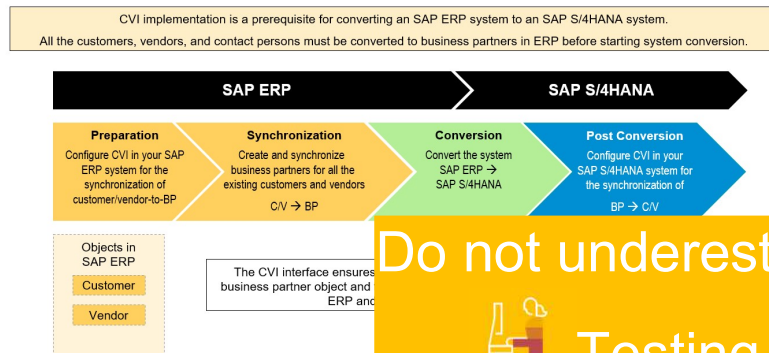 CVI implementation is a prerequisite for converting an SAP ERP system to an SAP S/4HANA system.
All the customers, vendors, and contact persons must be converted to business partners in ERP before starting system conversion.
SAP ERP
SAP S/4HANA
Preparation
Configure CVI in your SAP
ERP system for the
synchronization of
customer/vendor-to-BP
Synchronization
Create and synchronize
business partners for all the
existing customers and vendors
C/V → BP
Conversion
Convert the system
SAP ERP →
SAP S/4HANA
Post Conversion
Configure CVI in your
SAP S/4HANA system for
the synchronization of
BP → C/V
Objects in
SAP ERP
Customer
Vendor
The CVI interface ensures
business partner object and
ERP and
Do not underest
Testing